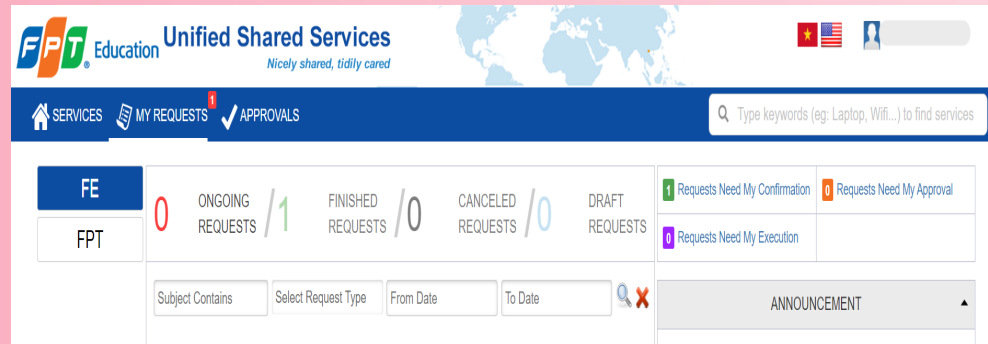 FPT Education Unified Shared Services
Nicely shared, tidily cared
SERVICES MY REQUESTS 1 APPROVALS
Type keywords (eg: Laptop, Wifi...) to find services
FE
FPT
0 ONGOING REQUESTS / 1 FINISHED REQUESTS / 0 CANCELED REQUESTS / 0 DRAFT REQUESTS
1 Requests Need My Confirmation
0 Requests Need My Approval
0 Requests Need My Execution
Subject Contains
Select Request Type
From Date
To Date
ANNOUNCEMENT